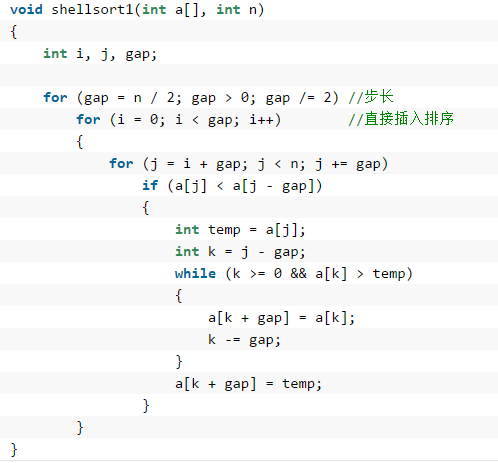 void shellsort1(int a[], int n)
{
    int i, j, gap;

    for (gap = n / 2; gap > 0; gap /= 2) //步长
        for (i = 0; i < gap; i++)        //直接插入排序
        {
            for (j = i + gap; j < n; j += gap)
                if (a[j] < a[j - gap])
                {
                    int temp = a[j];
                    int k = j - gap;
                    while (k >= 0 && a[k] > temp)
                    {
                        a[k + gap] = a[k];
                        k -= gap;
                    }
                    a[k + gap] = temp;
                }
        }
}